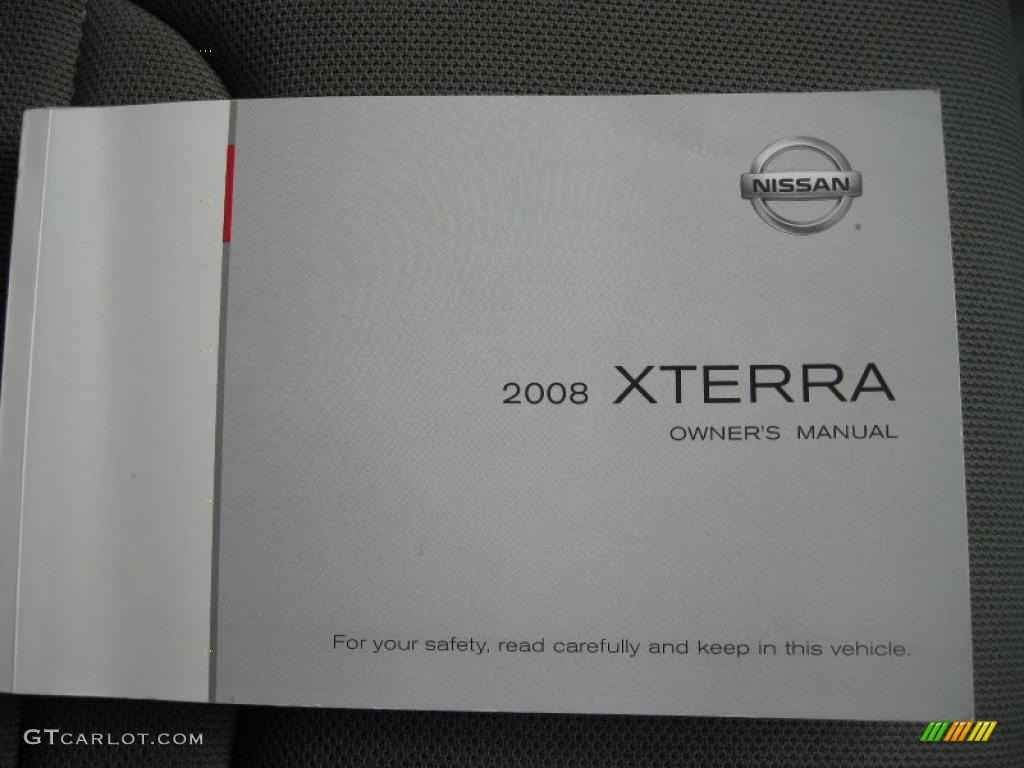 NISSAN
®
2008 XTERRA
OWNER'S MANUAL
For your safety, read carefully and keep in this vehicle.
GTCARLOT.COM